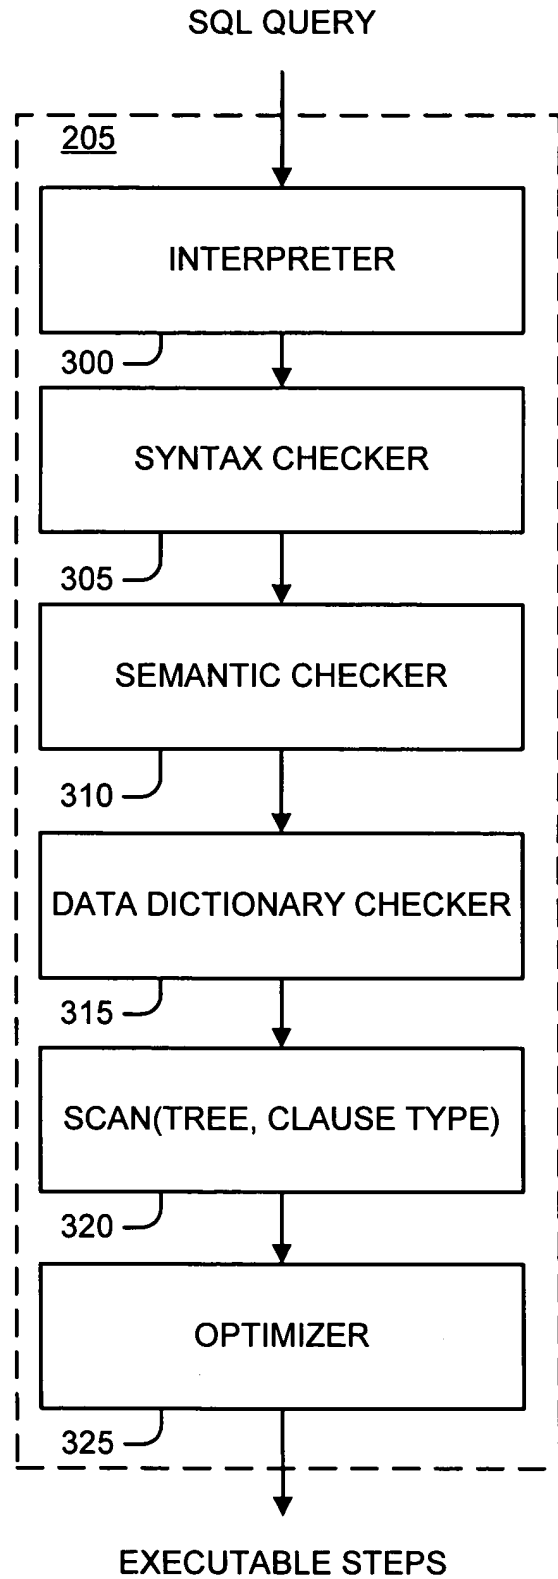 SQL QUERY
205
INTERPRETER
300
SYNTAX CHECKER
305
SEMANTIC CHECKER
310
DATA DICTIONARY CHECKER
315
SCAN(TREE, CLAUSE TYPE)
320
OPTIMIZER
325
EXECUTABLE STEPS